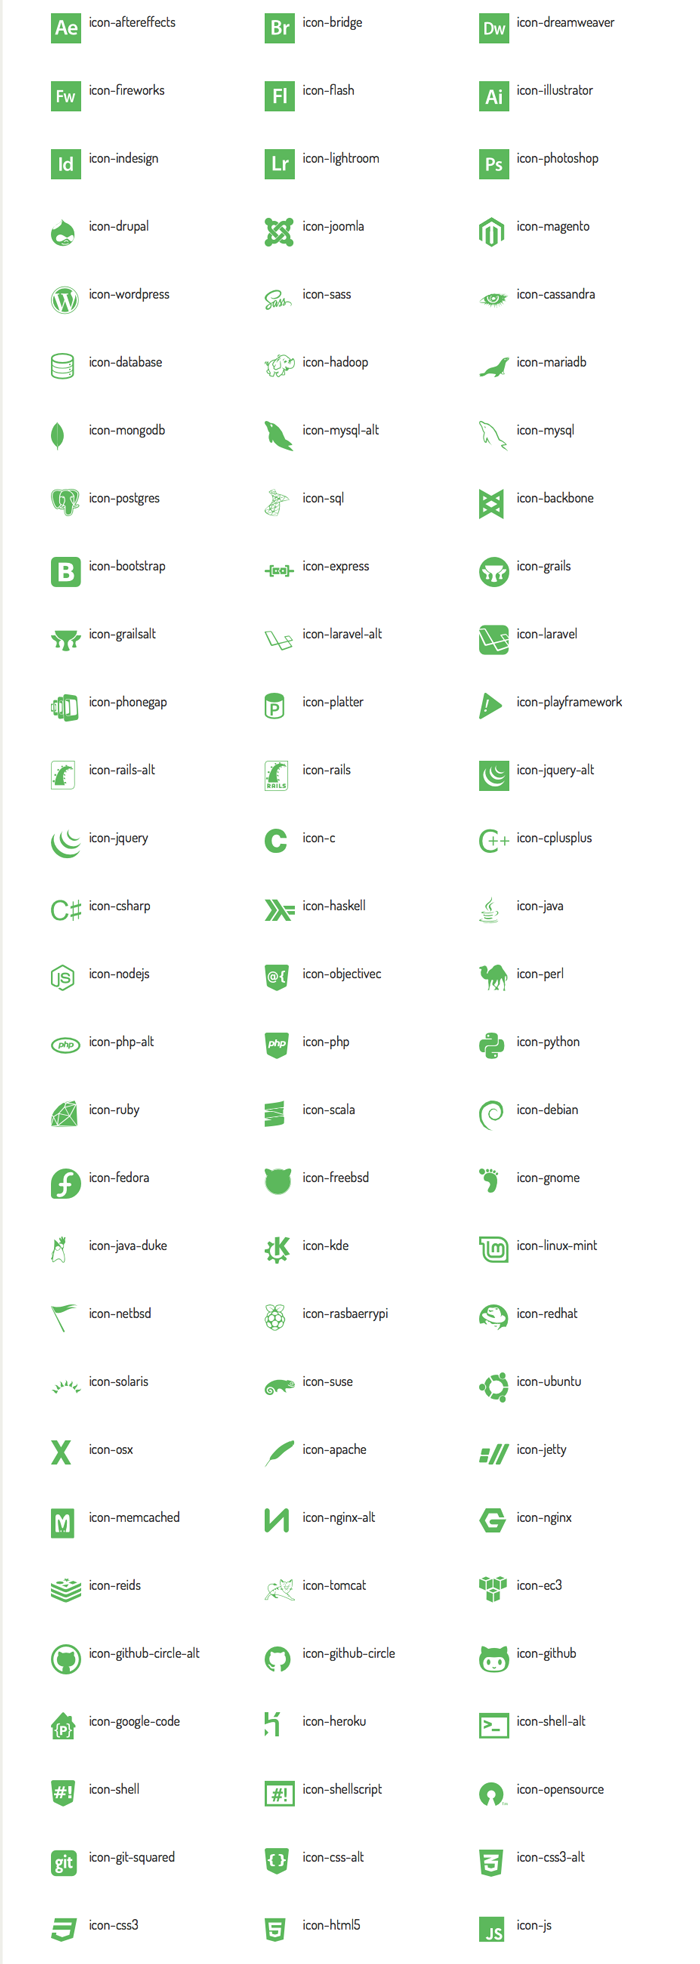 Ae icon-aftereffects Br icon-bridge Dw icon-dreamweaver
Fw icon-fireworks Fl icon-flash Ai icon-illustrator
Id icon-indesign Lr icon-lightroom Ps icon-photoshop
icon-drupal icon-joomla icon-magento
icon-wordpress Sass icon-sass icon-cassandra
icon-database icon-hadoop icon-mariadb
icon-mongodb icon-mysql-alt icon-mysql
icon-postgres icon-sql icon-backbone
B icon-bootstrap icon-express icon-grails
icon-grailsalt icon-laravel-alt icon-laravel
icon-phonegap P icon-platter ! icon-playframework
icon-rails-alt RAILS icon-rails icon-jquery-alt
icon-jquery C icon-c C++ icon-cplusplus
C# icon-csharp icon-haskell icon-java
JS icon-nodejs @{ icon-objectivec icon-perl
php icon-php-alt php icon-php icon-python
icon-ruby icon-scala icon-debian
icon-fedora icon-freebsd icon-gnome
icon-java-duke K icon-kde icon-linux-mint
icon-netbsd icon-rasbaerrypi icon-redhat
icon-solaris icon-suse icon-ubuntu
X icon-osx icon-apache icon-jetty
M icon-memcached icon-nginx-alt icon-nginx
icon-reids icon-tomcat icon-ec3
icon-github-circle-alt icon-github-circle icon-github
{P} icon-google-code icon-heroku >_ icon-shell-alt
#! icon-shell #! icon-shellscript icon-opensource
git icon-git-squared {} icon-css-alt 3 icon-css3-alt
icon-css3 5 icon-html5 JS icon-js